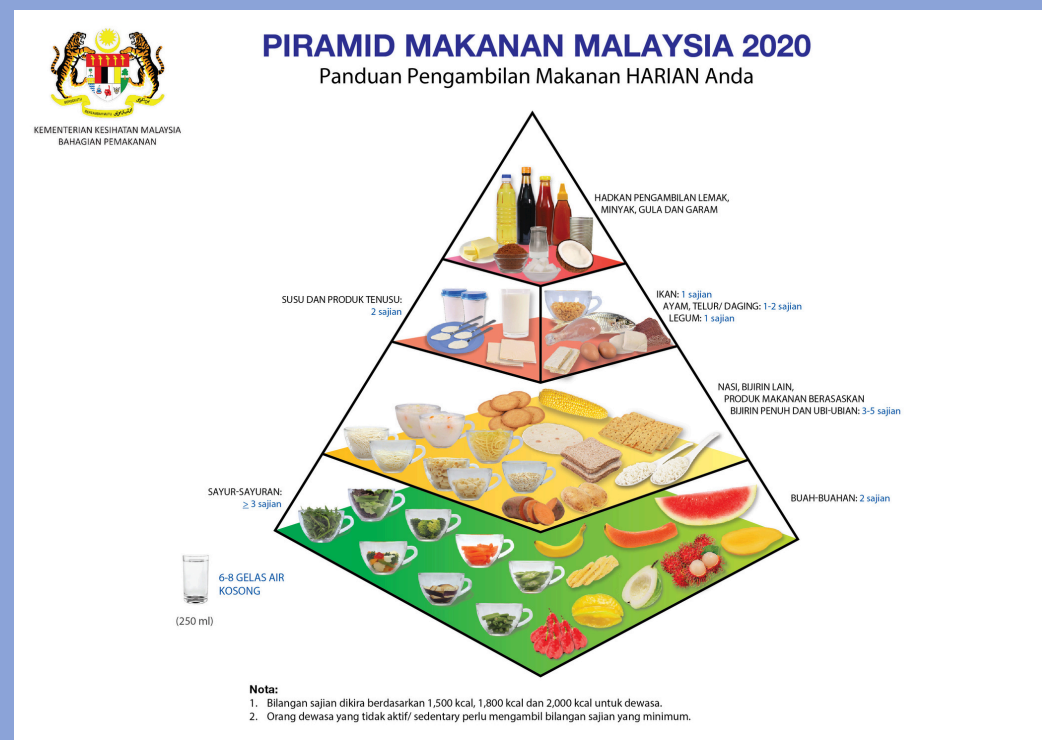 PIRAMID MAKANAN MALAYSIA 2020
Panduan Pengambilan Makanan HARIAN Anda
KEMENTERIAN KESIHATAN MALAYSIA
BAHAGIAN PEMAKANAN
HADKAN PENGAMBILAN LEMAK,
MINYAK, GULA DAN GARAM
SUSU DAN PRODUK TENUSU:
2 sajian
IKAN: 1 sajian
AYAM, TELUR/ DAGING: 1-2 sajian
LEGUM: 1 sajian
NASI, BIJIRIN LAIN,
PRODUK MAKANAN BERASASKAN
BIJIRIN PENUH DAN UBI-UBIAN: 3-5 sajian
SAYUR-SAYURAN:
≥ 3 sajian
BUAH-BUAHAN: 2 sajian
6-8 GELAS AIR
KOSONG
(250 ml)
Nota:
1. Bilangan sajian dikira berdasarkan 1,500 kcal, 1,800 kcal dan 2,000 kcal untuk dewasa.
2. Orang dewasa yang tidak aktif/ sedentary perlu mengambil bilangan sajian yang minimum.